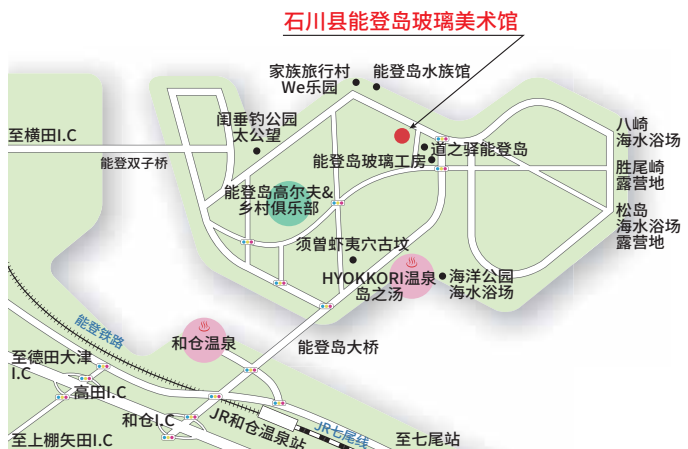 石川县能登岛玻璃美术馆
家族旅行村
We乐园
能登岛水族馆
闺垂钓公园
太公望
八崎
海水浴场
至横田I.C
能登双子桥
道之驿能登岛
能登岛玻璃工房
胜尾崎
露营地
能登岛高尔夫&
乡村俱乐部
松岛
海水浴场
露营地
须曽虾夷穴古坟
HYOKKORI温泉
岛之汤
海洋公园
海水浴场
能登铁路
和仓温泉
能登岛大桥
至德田大津
I.C
高田I.C
和仓I.C
JR和仓温泉站
JR七尾线
至上棚矢田I.C
至七尾站